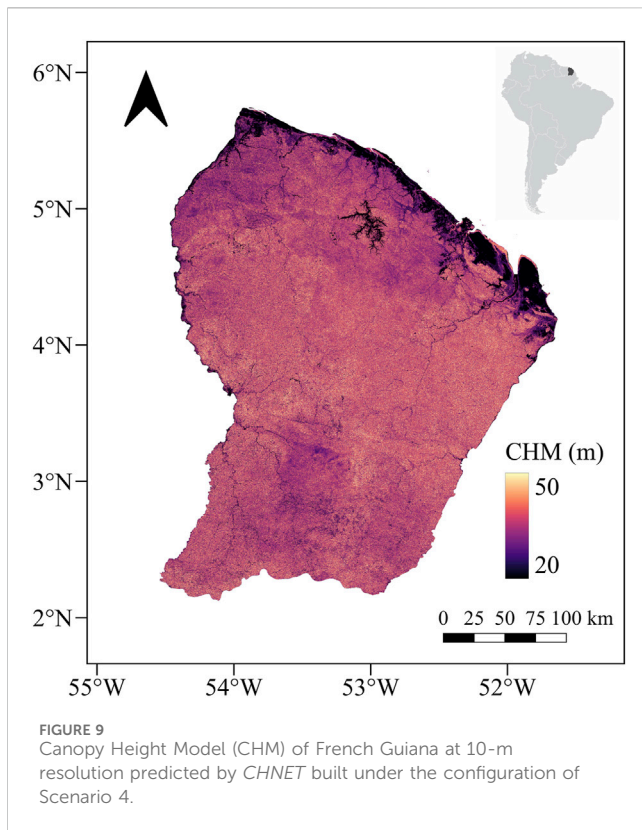 6°N
5°N
4°N
3°N
2°N
CHM (m)
50
20
0 25 50 75 100 km
55°W 54°W 53°W 52°W
FIGURE 9
Canopy Height Model (CHM) of French Guiana at 10-m
resolution predicted by CHNET built under the configuration of
Scenario 4.